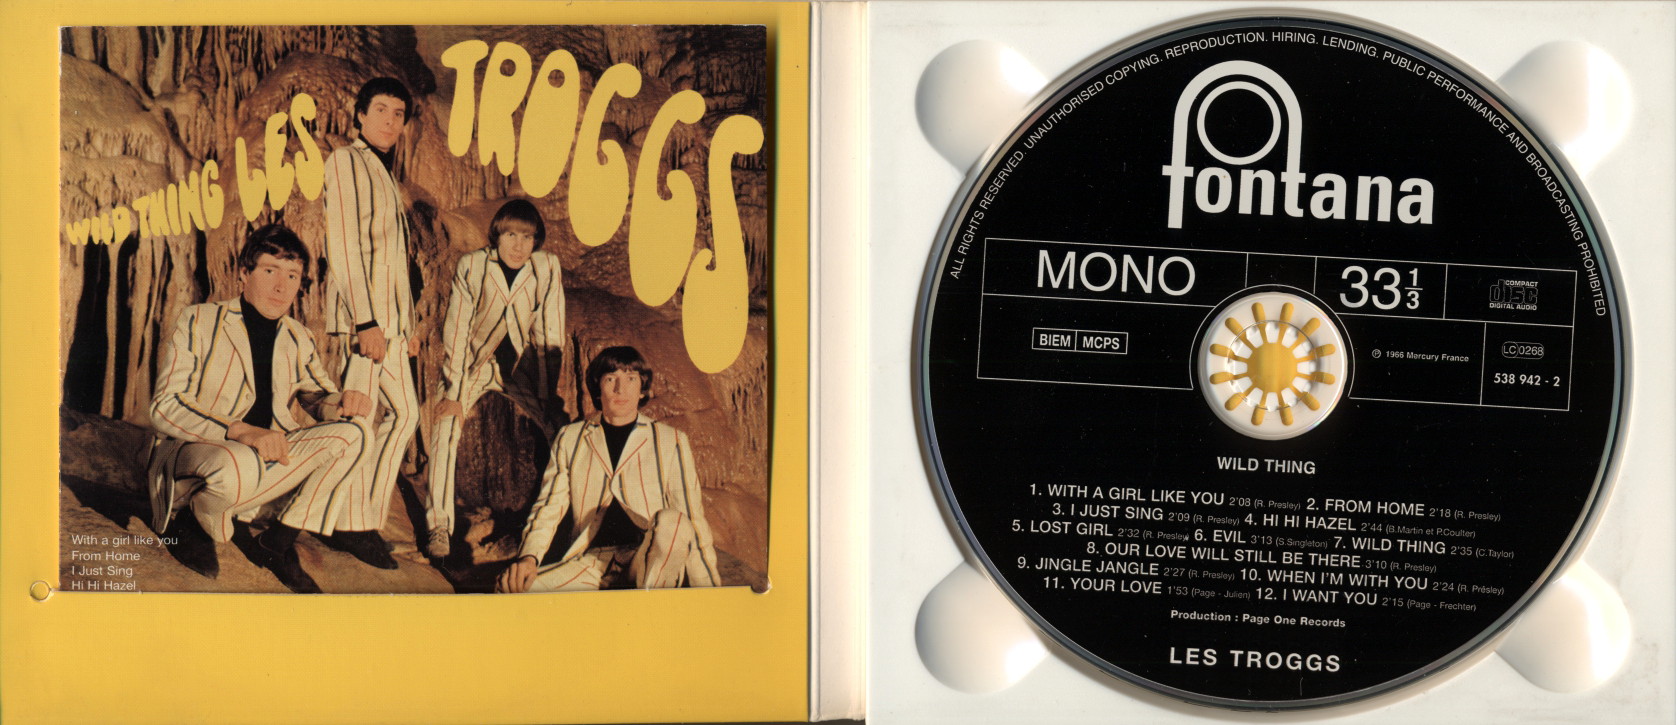 WILD THING LES
TROGGS
With a girl like you
From Home
I Just Sing
Hi Hi Hazel
ALL RIGHTS RESERVED. UNAUTHORISED COPYING. REPRODUCTION. HIRING. LENDING. PUBLIC PERFORMANCE AND BROADCASTING PROHIBITED
fontana
MONO
33 1/3
COMPACT
disc
DIGITAL AUDIO
BIEM MCPS
℗ 1966 Mercury France
LC 0268
538 942 - 2
WiLD THING
1. WITH A GIRL LIKE YOU 2'08 (R. Presley) 2. FROM HOME 2'18 (R. Presley)
3. I JUST SING 2'09 (R. Presley) 4. HI HI HAZEL 2'44 (B.Martin et P.Coulter)
5. LOST GIRL 2'32 (R. Presley) 6. EVIL 3'13 (S.Singleton) 7. WILD THING 2'35 (C.Taylor)
8. OUR LOVE WILL STILL BE THERE 3'10 (R. Presley)
9. JINGLE JANGLE 2'27 (R. Presley) 10. WHEN I'M WITH YOU 2'24 (R. Présley)
11. YOUR LOVE 1'53 (Page - Julien) 12. I WANT YOU 2'15 (Page - Frechter)
Production : Page One Records
LES TROGGS